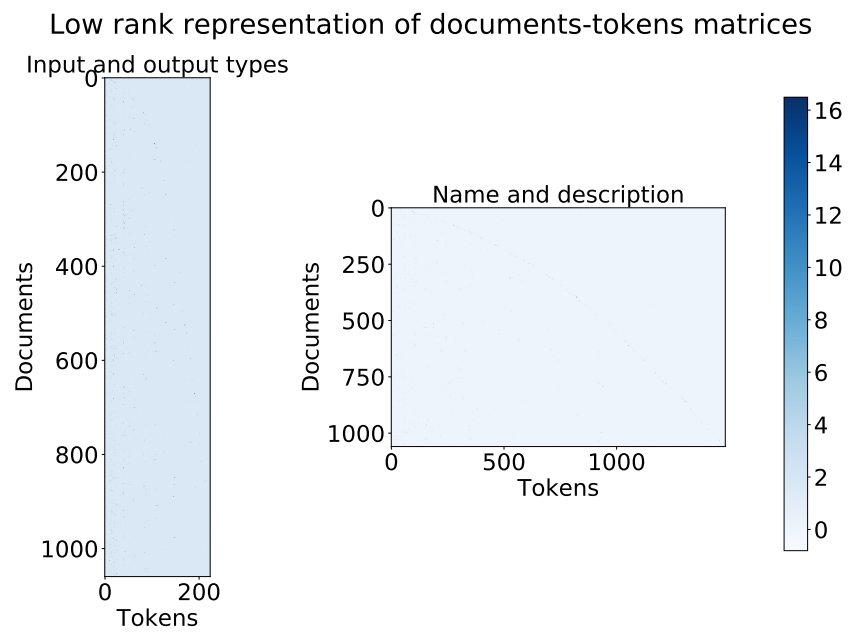 Low rank representation of documents-tokens matrices
Input and output types
0
200
400
600
800
1000
Documents
0 200
Tokens
Name and description
0
250
500
750
1000
Documents
0 500 1000
Tokens
16
14
12
10
8
6
4
2
0